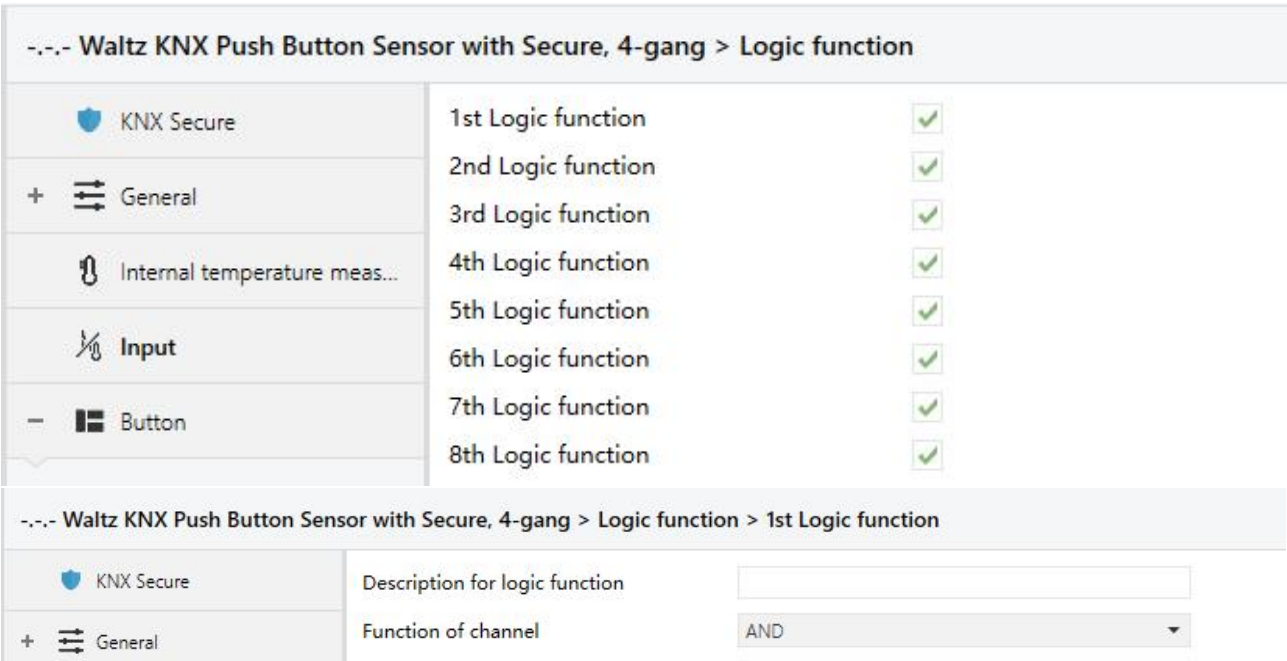 -.-.- Waltz KNX Push Button Sensor with Secure, 4-gang > Logic function
KNX Secure
General
Internal temperature meas...
Input
Button
1st Logic function
2nd Logic function
3rd Logic function
4th Logic function
5th Logic function
6th Logic function
7th Logic function
8th Logic function
-.-.- Waltz KNX Push Button Sensor with Secure, 4-gang > Logic function > 1st Logic function
KNX Secure
General
Description for logic function
Function of channel AND